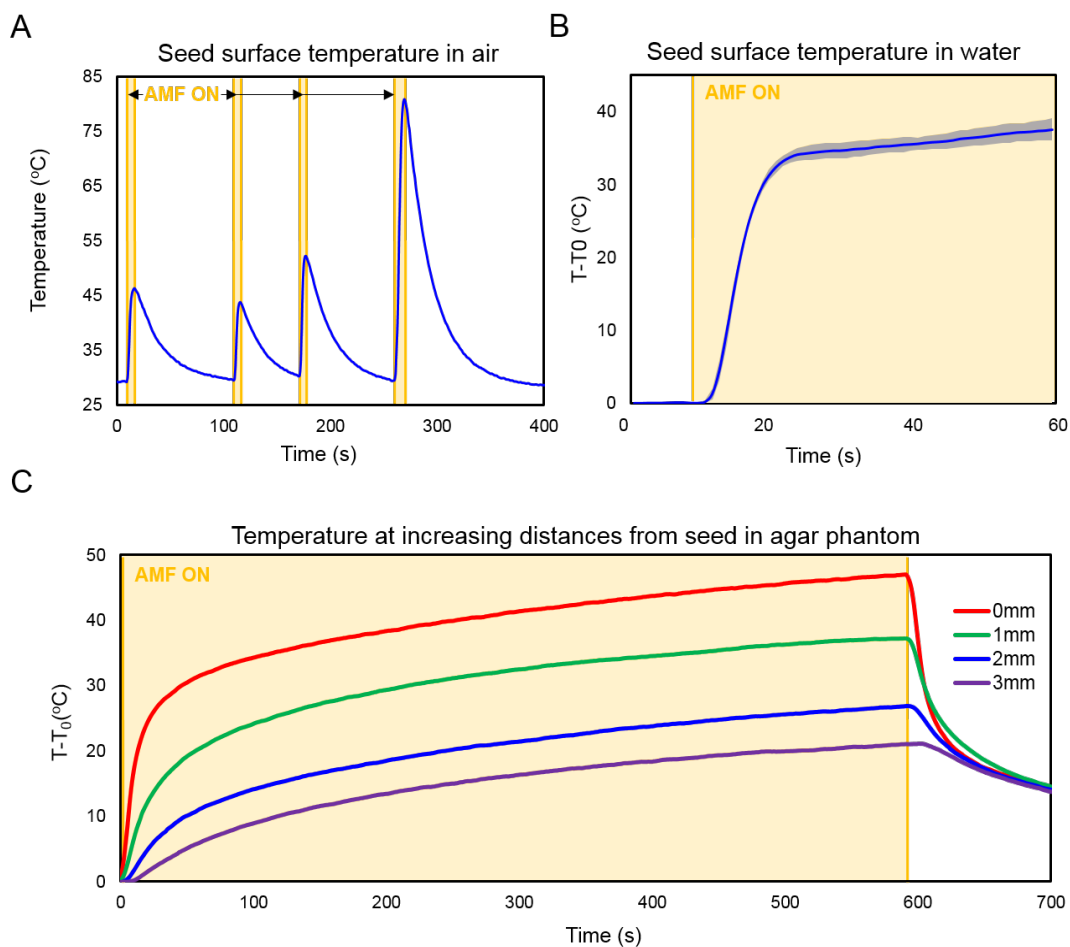 A
Seed surface temperature in air
Temperature (°C)
85
75
65
55
45
35
25
AMF ON
0
100
200
300
400
Time (s)
B
Seed surface temperature in water
T-T0 (°C)
40
30
20
10
0
AMF ON
0
20
40
60
Time (s)
C
Temperature at increasing distances from seed in agar phantom
T-T₀(°C)
50
40
30
20
10
0
AMF ON
0mm
1mm
2mm
3mm
0
100
200
300
400
500
600
700
Time (s)